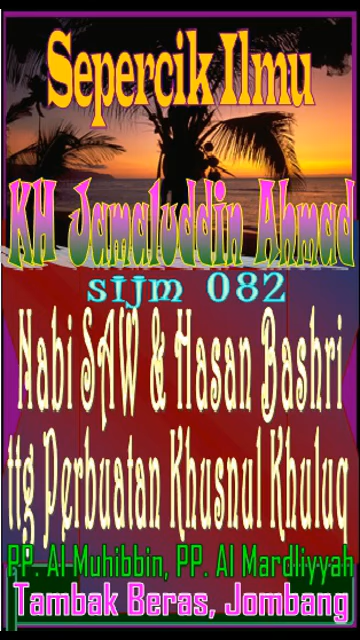 Sepercik Ilmu
KH Jamaluddin Ahmad
sijm 082
Nabi SAW & Hasan Bashri
ttg Perbuatan Khusnul Khuluq
PP. Al Muhibbin, PP. Al Mardliyyah
Tambak Beras, Jombang